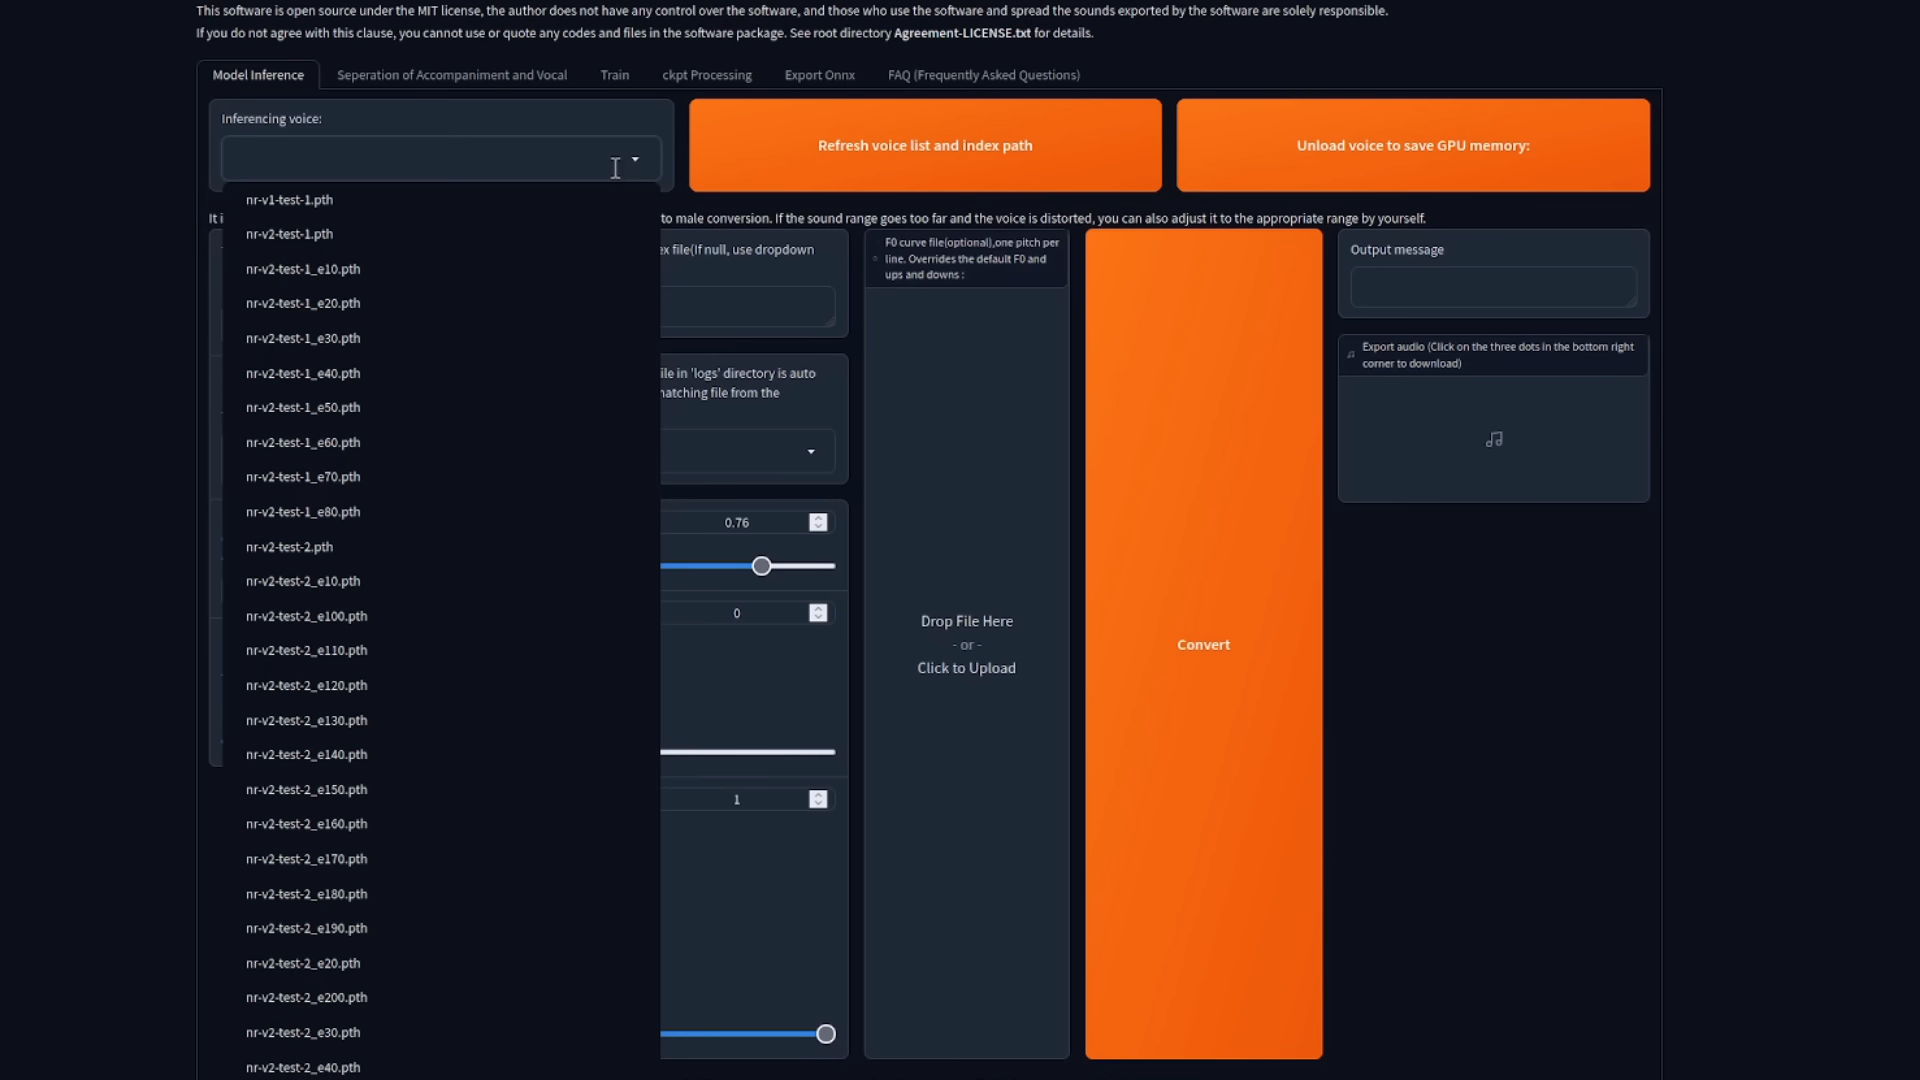 This software is open source under the MIT license, the author does not have any control over the software, and those who use the software and spread the sounds exported by the software are solely responsible.
If you do not agree with this clause, you cannot use or quote any codes and files in the software package. See root directory Agreement-LICENSE.txt for details.
Model Inference
Seperation of Accompaniment and Vocal
Train
ckpt Processing
Export Onnx
FAQ (Frequently Asked Questions)
Inferencing voice:
Refresh voice list and index path
Unload voice to save GPU memory:
nr-v1-test-1.pth
nr-v2-test-1.pth
nr-v2-test-1_e10.pth
nr-v2-test-1_e20.pth
nr-v2-test-1_e30.pth
nr-v2-test-1_e40.pth
nr-v2-test-1_e50.pth
nr-v2-test-1_e60.pth
nr-v2-test-1_e70.pth
nr-v2-test-1_e80.pth
nr-v2-test-2.pth
nr-v2-test-2_e10.pth
nr-v2-test-2_e100.pth
nr-v2-test-2_e110.pth
nr-v2-test-2_e120.pth
nr-v2-test-2_e130.pth
nr-v2-test-2_e140.pth
nr-v2-test-2_e150.pth
nr-v2-test-2_e160.pth
nr-v2-test-2_e170.pth
nr-v2-test-2_e180.pth
nr-v2-test-2_e190.pth
nr-v2-test-2_e20.pth
nr-v2-test-2_e200.pth
nr-v2-test-2_e30.pth
nr-v2-test-2_e40.pth
It i
to male conversion. If the sound range goes too far and the voice is distorted, you can also adjust it to the appropriate range by yourself.
ex file(If null, use dropdown
ile in 'logs' directory is auto
natching file from the
0.76
0
1
F0 curve file(optional),one pitch per
line. Overrides the default F0 and
ups and downs :
Drop File Here
- or -
Click to Upload
Convert
Output message
Export audio (Click on the three dots in the bottom right
corner to download)